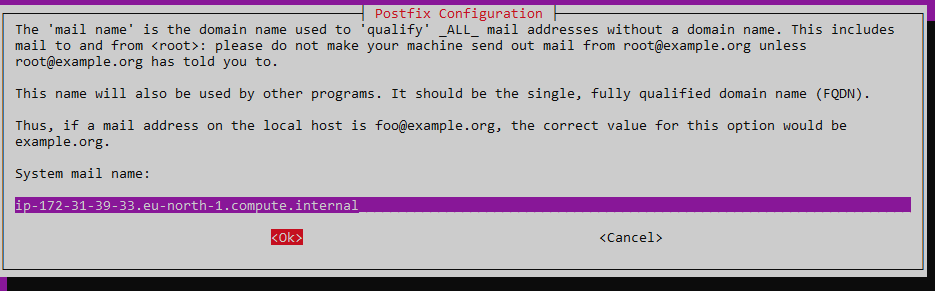 Postfix Configuration
The 'mail name' is the domain name used to 'qualify' _ALL_ mail addresses without a domain name. This includes
mail to and from <root>: please do not make your machine send out mail from root@example.org unless
root@example.org has told you to.
This name will also be used by other programs. It should be the single, fully qualified domain name (FQDN).
Thus, if a mail address on the local host is foo@example.org, the correct value for this option would be
example.org.
System mail name:
ip-172-31-39-33.eu-north-1.compute.internal
<Ok> <Cancel>